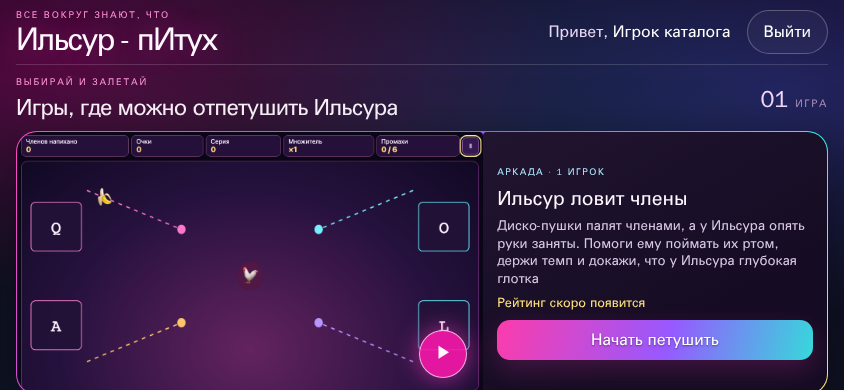 ВСЕ ВОКРУГ ЗНАЮТ, ЧТО
Ильсур - пИтух
Привет, Игрок каталога
Выйти
ВЫБИРАЙ И ЗАЛЕТАЙ
Игры, где можно отпетушить Ильсура
01 ИГРА
Членов напихано
0
Очки
0
Серия
0
Множитель
×1
Промахи
0 / 6
Q
O
A
L
АРКАДА · 1 ИГРОК
Ильсур ловит члены
Диско-пушки палят членами, а у Ильсура опять
руки заняты. Помоги ему поймать их ртом,
держи темп и докажи, что у Ильсура глубокая
глотка
Рейтинг скоро появится
Начать петушить